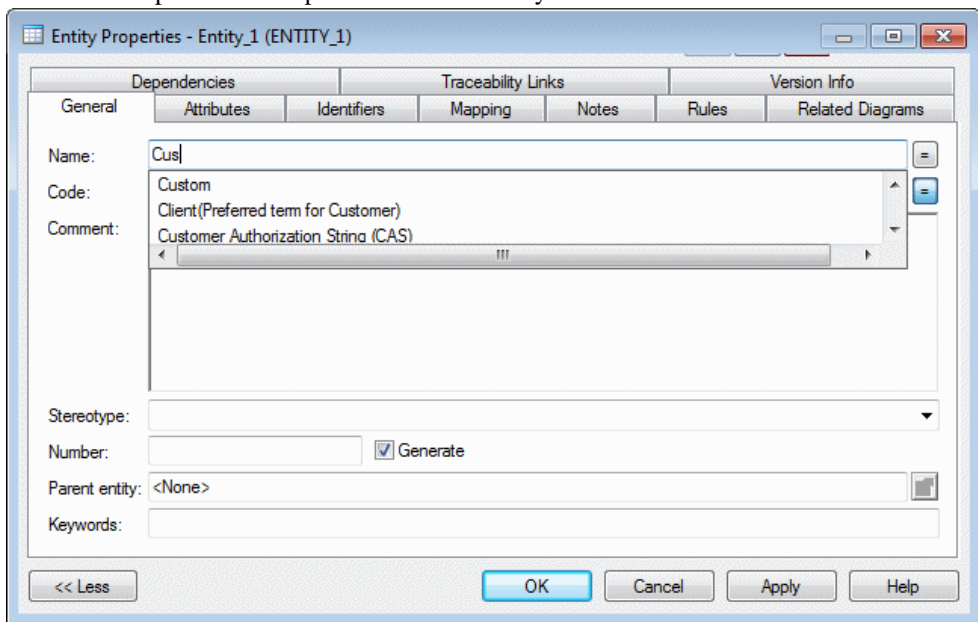 Entity Properties - Entity_1 (ENTITY_1)
Dependencies Traceability Links Version Info
General Attributes Identifiers Mapping Notes Rules Related Diagrams
Name: Cus =
Code: =
Custom
Client(Preferred term for Customer)
Comment:
Customer Authorization String (CAS)
Stereotype:
Number: Generate
Parent entity: <None>
Keywords:
<< Less OK Cancel Apply Help